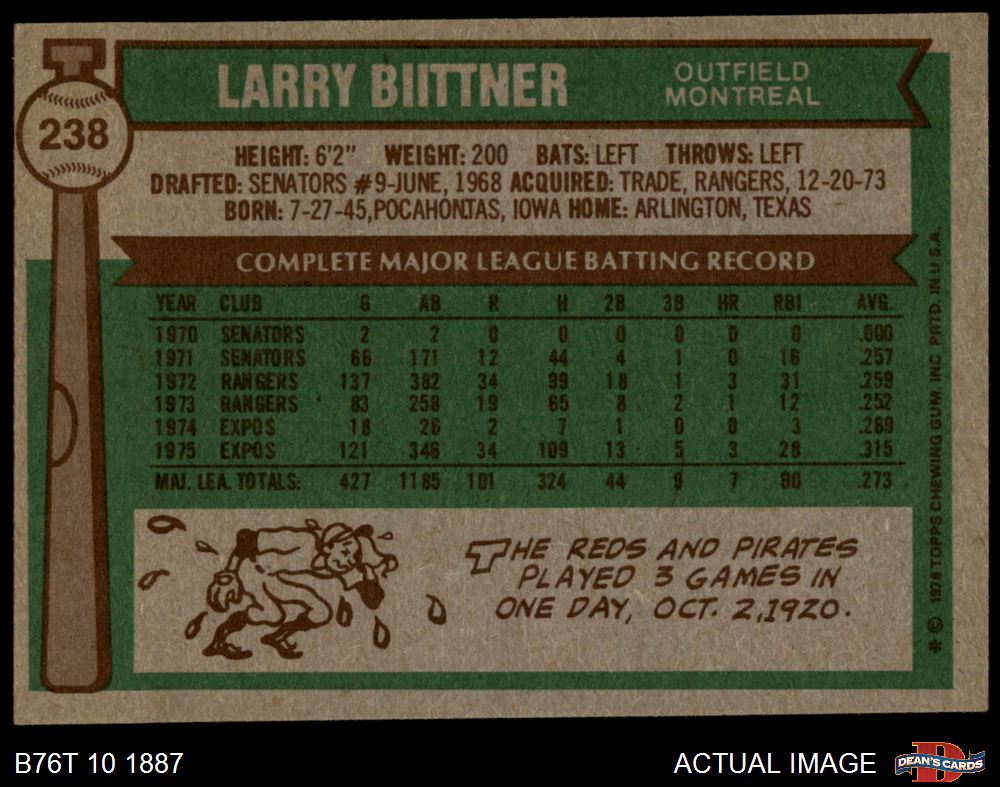 LARRY BIITTNER
OUTFIELD
MONTREAL
238
HEIGHT: 6'2" WEIGHT: 200 BATS: LEFT THROWS: LEFT
DRAFTED: SENATORS #9-JUNE, 1968 ACQUIRED: TRADE, RANGERS, 12-20-73
BORN: 7-27-45,POCAHONTAS, IOWA HOME: ARLINGTON, TEXAS
COMPLETE MAJOR LEAGUE BATTING RECORD
YEAR CLUB G AB R H 2B 3B HR RBI AVG.
1970 SENATORS 2 2 0 0 0 0 0 0 .000
1971 SENATORS 66 171 12 44 4 1 0 16 .257
1972 RANGERS 137 382 34 99 18 1 3 31 .259
1973 RANGERS 83 258 19 65 8 2 1 12 .252
1974 EXPOS 18 26 2 7 1 0 0 3 .269
1975 EXPOS 121 346 34 109 13 5 3 28 .315
MAJ. LEA. TOTALS: 427 1185 101 324 44 9 7 90 .273
THE REDS AND PIRATES
PLAYED 3 GAMES IN
ONE DAY, OCT. 2,1920.
* © 1976 TOPPS CHEWING GUM, INC PRTD. IN U.S.A.
B76T 10 1887
ACTUAL IMAGE
B
DEAN'S CARDS